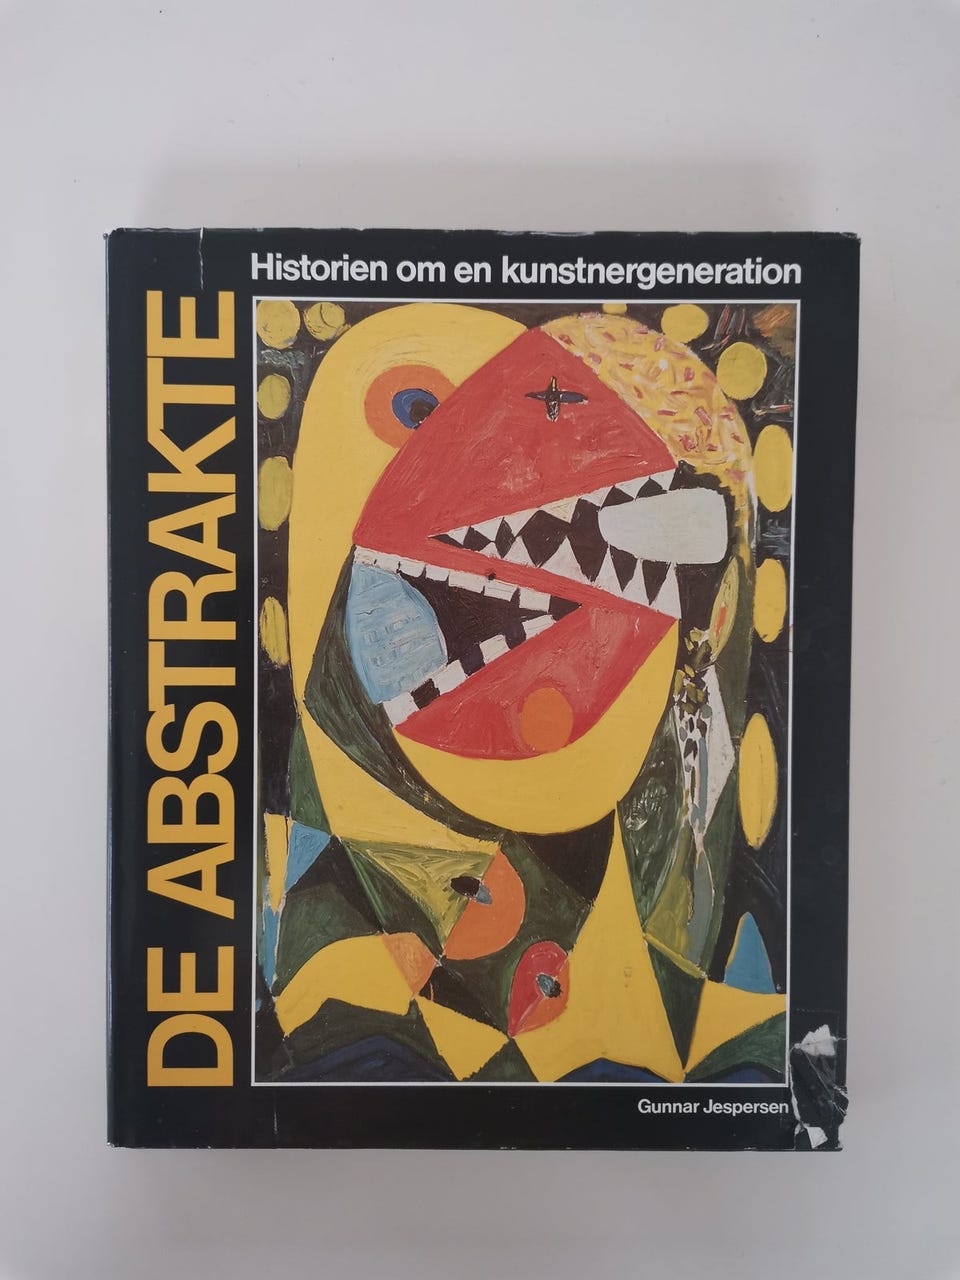 Historien om en kunstnergeneration
DE ABSTRAKTE
Gunnar Jespersen